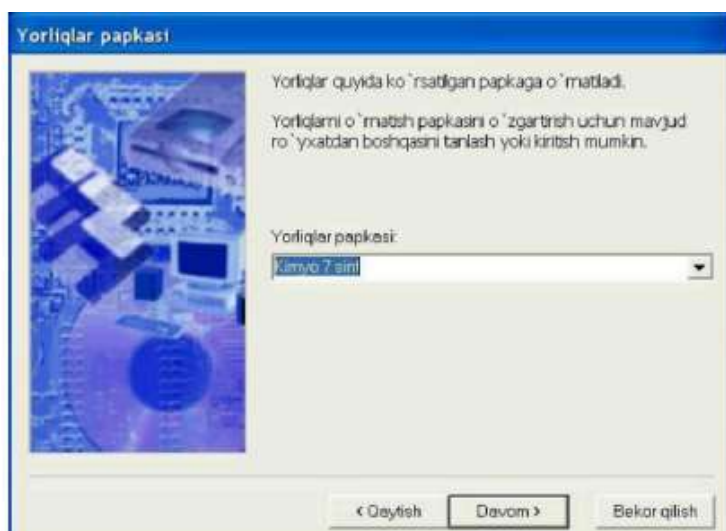 Yorliqlar papkasi
Yorliqlar quyida ko`rsatilgan papkaga o`rnatiladi.
Yorliqlarni o`rnatish papkasini o`zgartirish uchun mavjud
ro`yxatdan boshqasini tanlash yoki kiritish mumkin.
Yorliqlar papkasi:
Kimyo 7 sinf
< Qaytish
Davom >
Bekor qilish